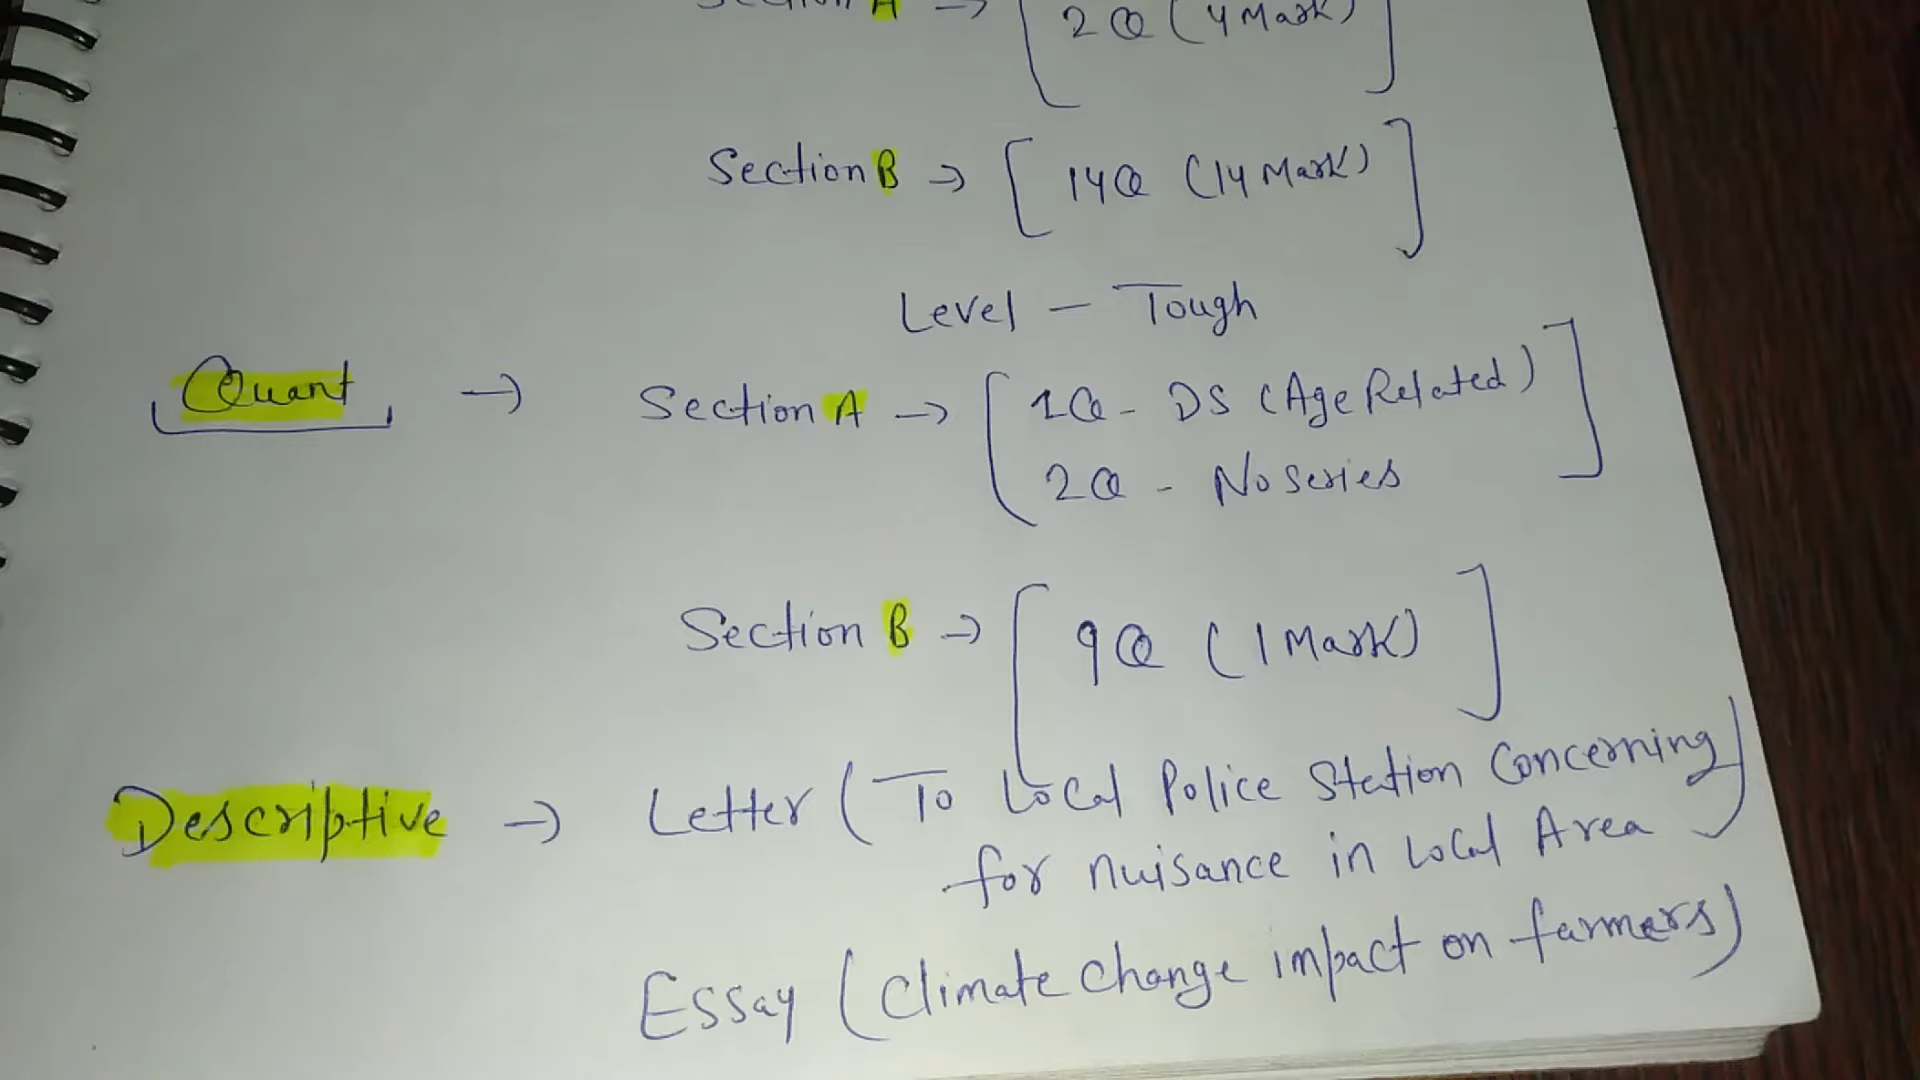 Section A → [ 2Q (4 Mark) ]
Section B → [ 14Q (14 Mark) ]
Level - Tough
Quant → Section A → [ 1Q - DS (Age Related)
2Q - No series ]
Section B → [ 9Q (1 Mark) ]
Descriptive → Letter ( To Local Police Station Concerning
for nuisance in Local Area )
Essay ( Climate Change impact on farmers )